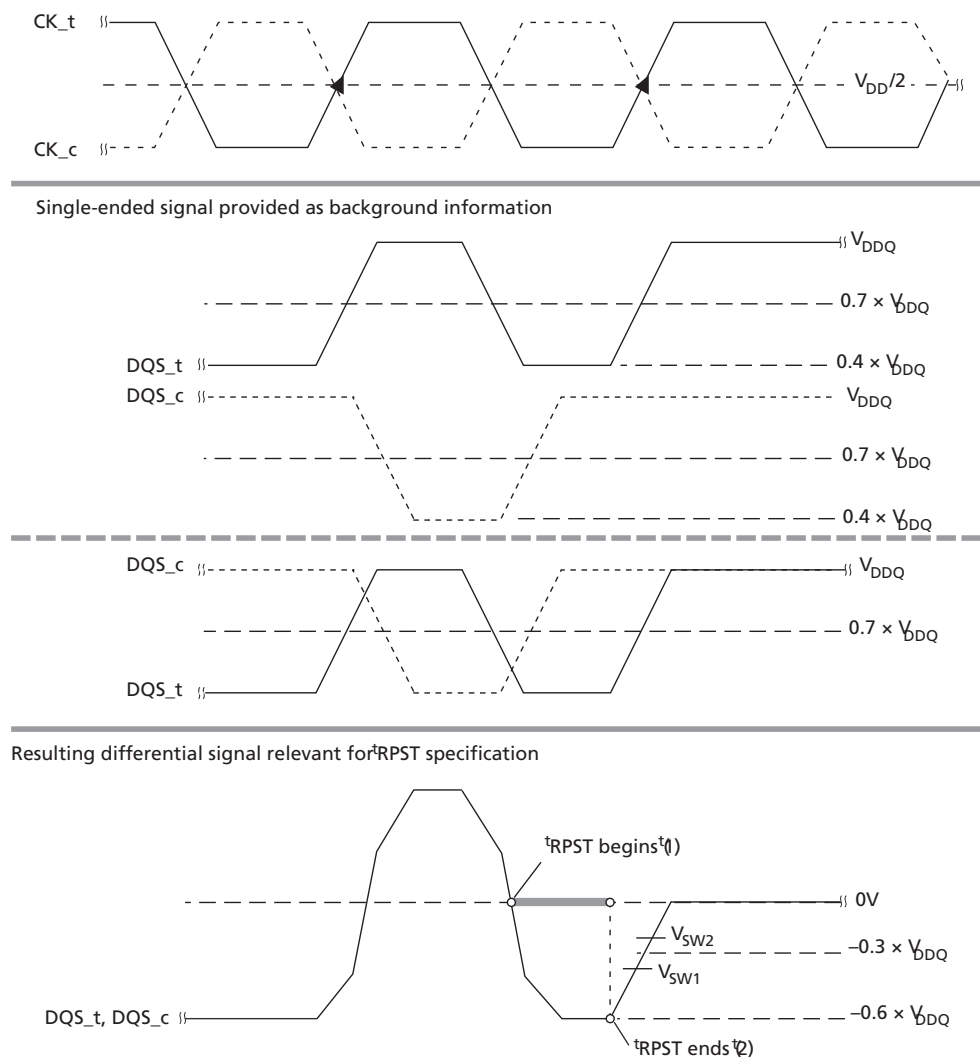 CK_t
V_DD/2
CK_c
Single-ended signal provided as background information
V_DDQ
0.7 × V_DDQ
DQS_t
0.4 × V_DDQ
DQS_c
V_DDQ
0.7 × V_DDQ
0.4 × V_DDQ
DQS_c
V_DDQ
0.7 × V_DDQ
DQS_t
Resulting differential signal relevant for tRPST specification
tRPST begins t(1)
0V
V_SW2
–0.3 × V_DDQ
V_SW1
DQS_t, DQS_c
–0.6 × V_DDQ
tRPST ends t(2)